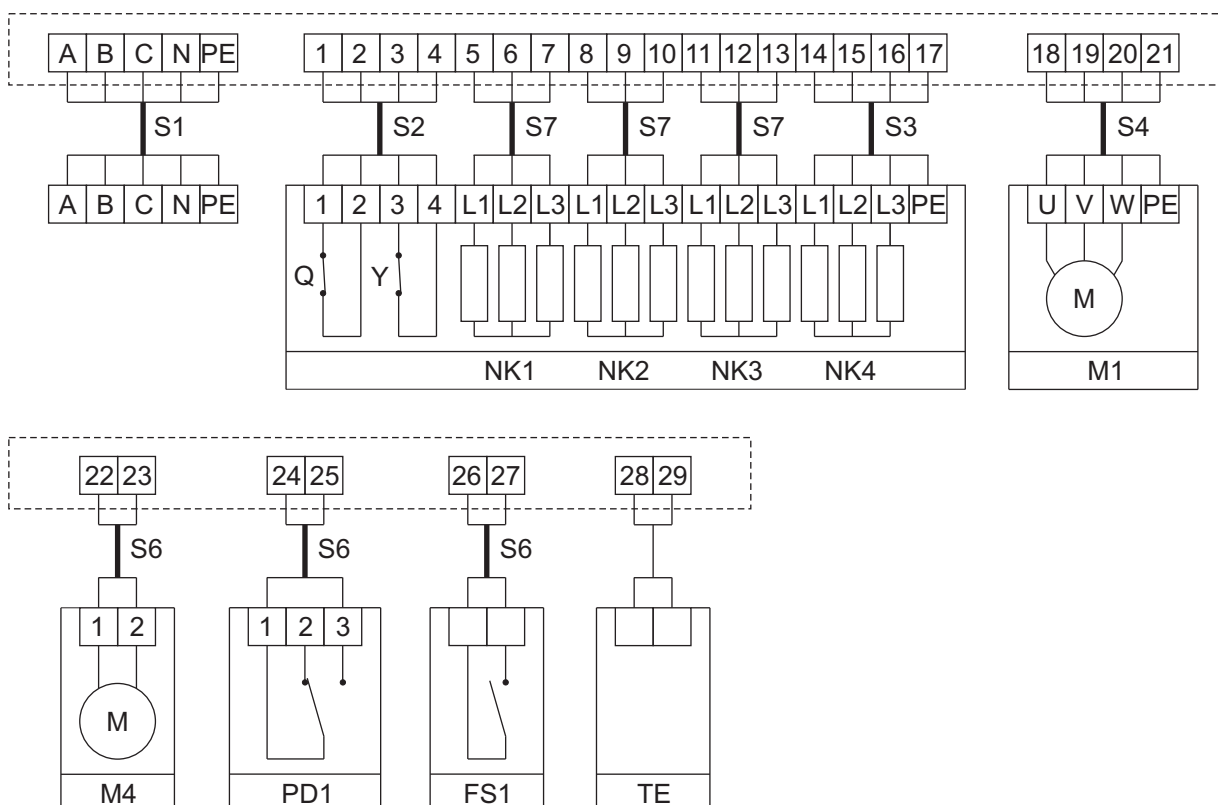 A B C N PE 1 2 3 4 5 6 7 8 9 10 11 12 13 14 15 16 17 18 19 20 21
S1 S2 S7 S7 S7 S3 S4
A B C N PE 1 2 3 4 L1 L2 L3 L1 L2 L3 L1 L2 L3 L1 L2 L3 PE U V W PE
Q Y M
NK1 NK2 NK3 NK4 M1
22 23 24 25 26 27 28 29
S6 S6 S6
1 2 1 2 3
M
M4 PD1 FS1 TE